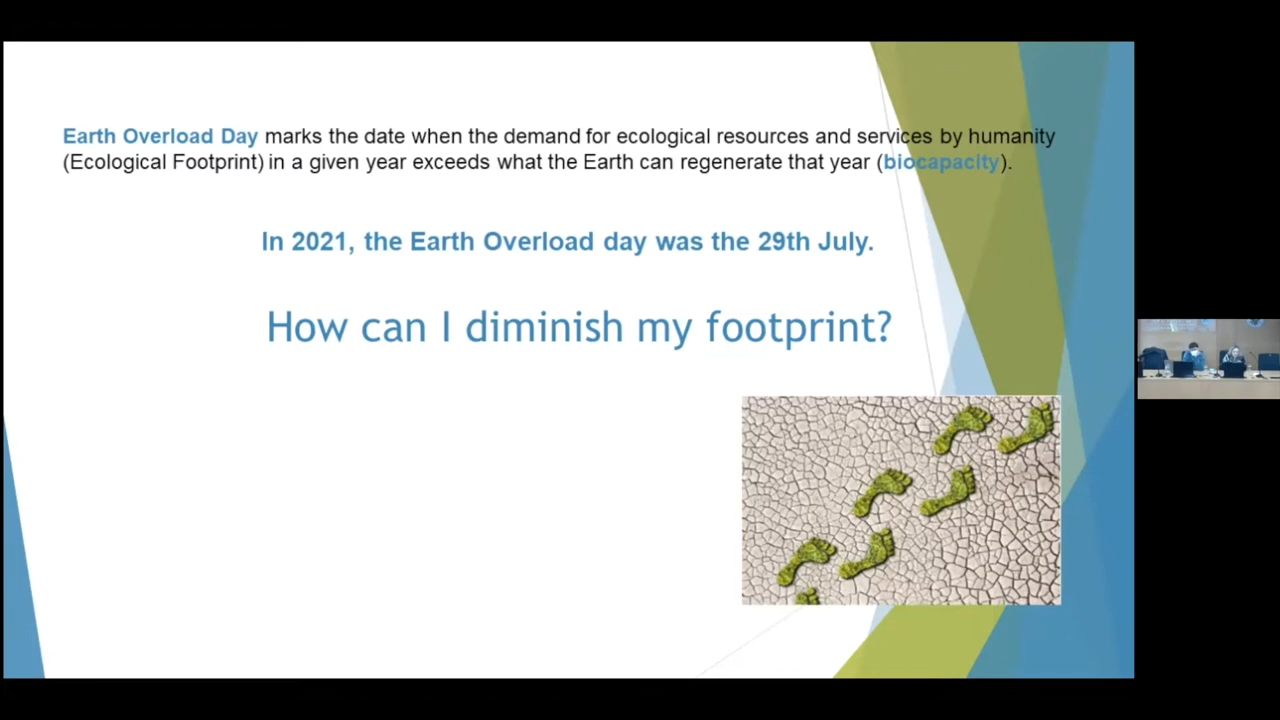 Earth Overload Day marks the date when the demand for ecological resources and services by humanity
(Ecological Footprint) in a given year exceeds what the Earth can regenerate that year (biocapacity).
In 2021, the Earth Overload day was the 29th July.
How can I diminish my footprint?